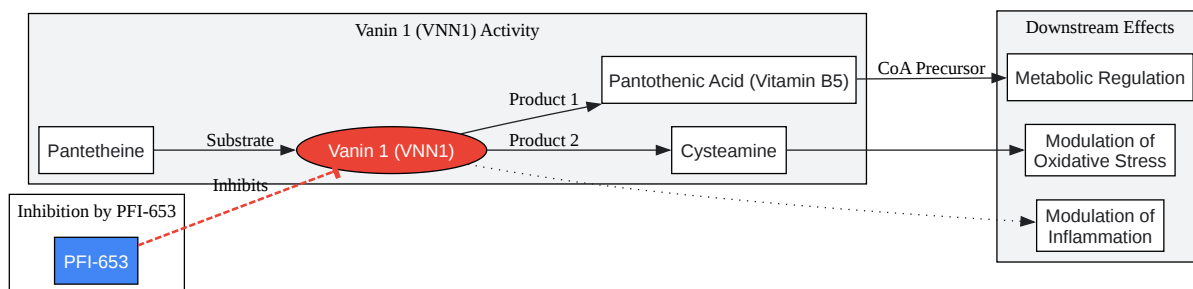 Vanin 1 (VNN1) Activity
Downstream Effects
Pantothenic Acid (Vitamin B5)
CoA Precursor
Metabolic Regulation
Product 1
Pantetheine
Substrate
Vanin 1 (VNN1)
Product 2
Cysteamine
Modulation of
Oxidative Stress
Inhibits
Inhibition by PFI-653
PFI-653
Modulation of
Inflammation